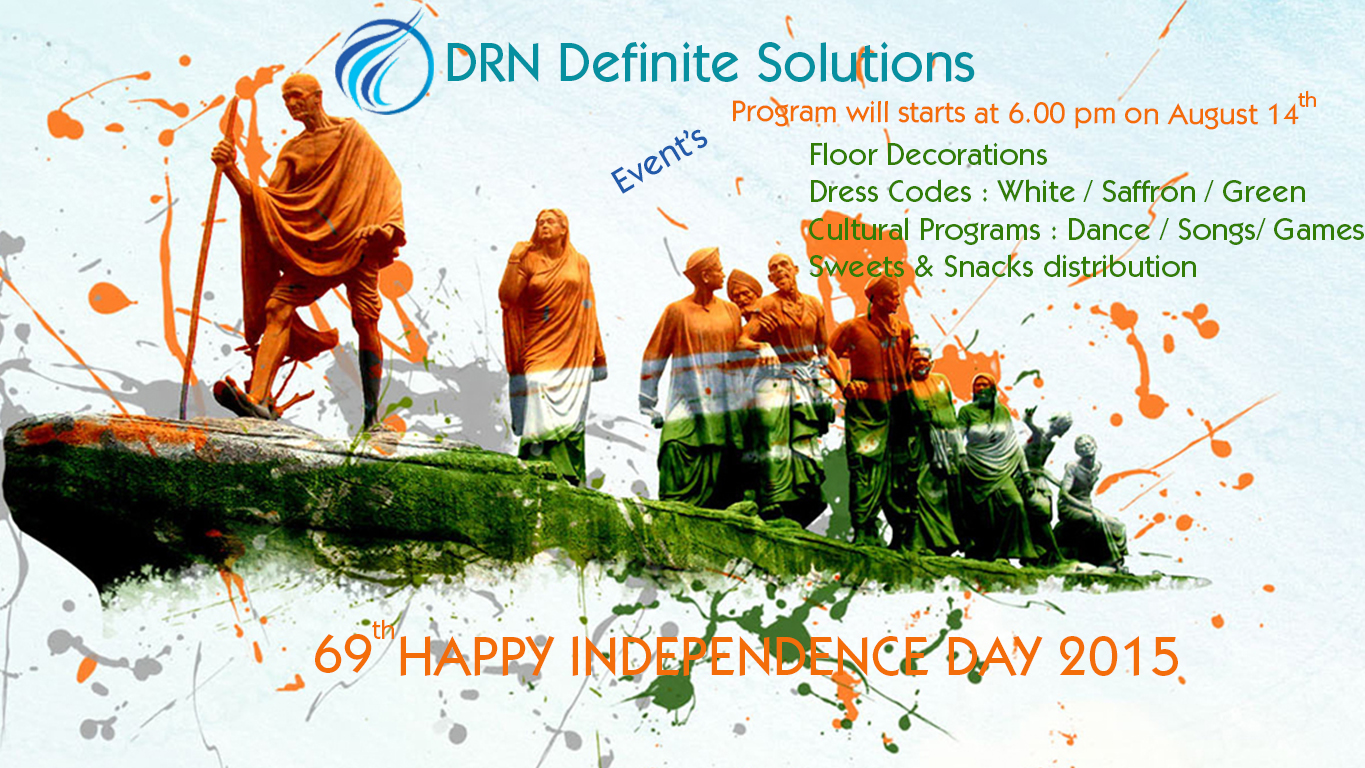 DRN Definite Solutions
Program will starts at 6.00 pm on August 14th
Event's
Floor Decorations
Dress Codes : White / Saffron / Green
Cultural Programs : Dance / Songs/ Games
Sweets & Snacks distribution
69th HAPPY INDEPENDENCE DAY 2015